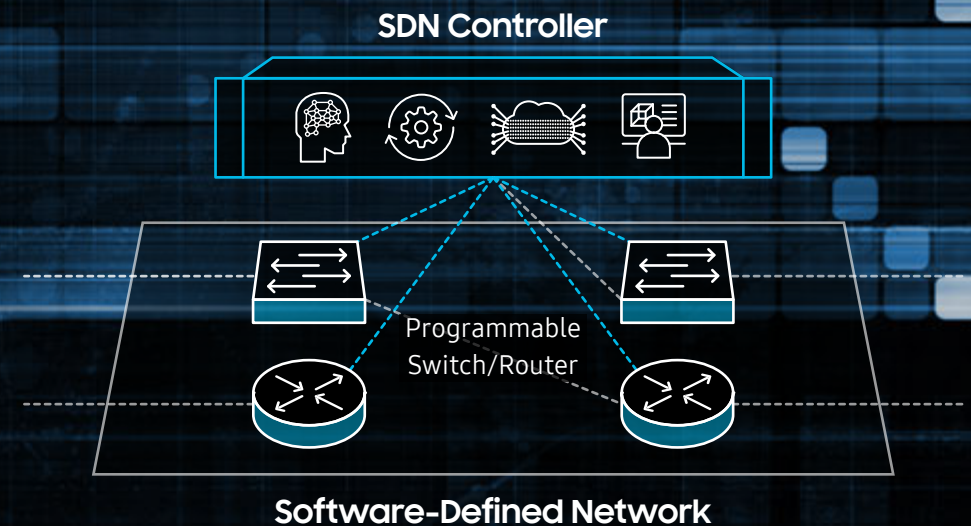 SDN Controller
Programmable
Switch/Router
Software-Defined Network